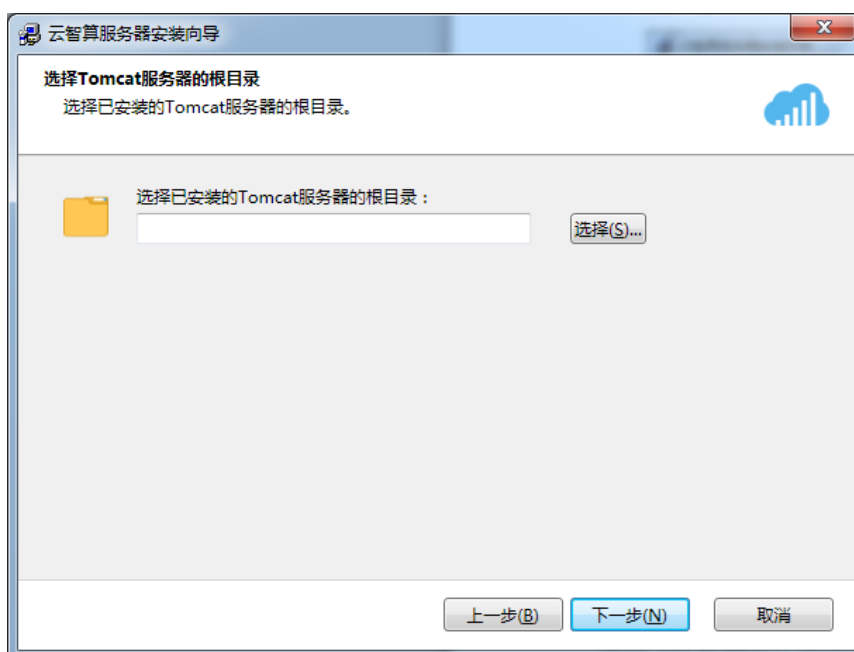 云智算服务器安装向导
选择Tomcat服务器的根目录
选择已安装的Tomcat服务器的根目录。
选择已安装的Tomcat服务器的根目录：
选择(S)...
上一步(B) 下一步(N) 取消